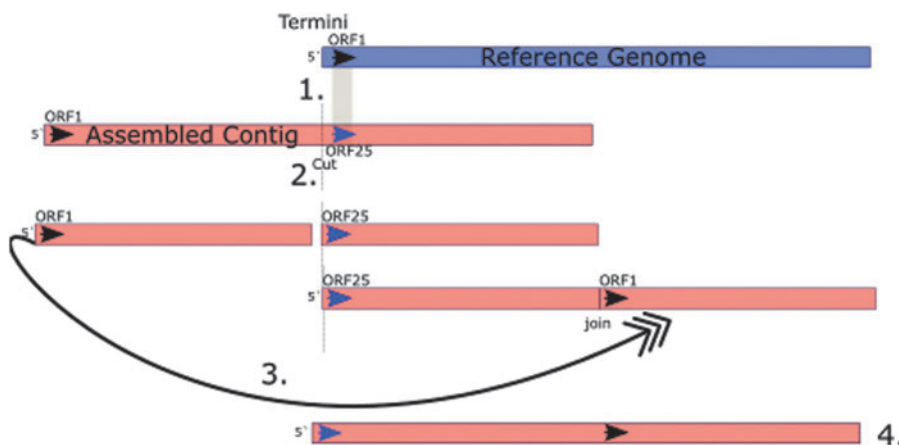 Termini
ORF1
5` Reference Genome
1.
ORF1
5` Assembled Contig
ORF25
2. Cut
ORF1 ORF25
5`
ORF25 ORF1
5`
join
3.
5` 4.